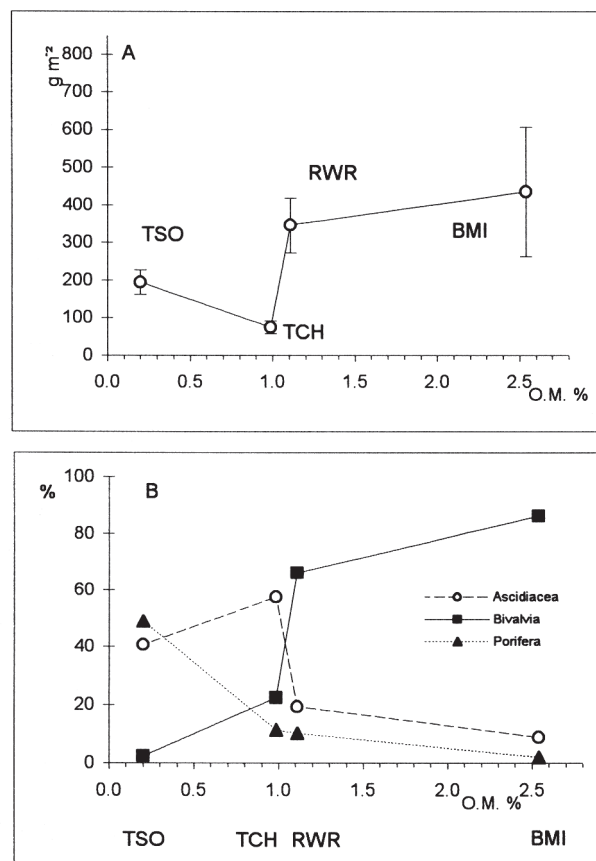 A
g m⁻²
800
700
600
500
400
300
200
100
0
TSO
RWR
BMI
TCH
0.0 0.5 1.0 1.5 2.0 2.5
O.M. %
B
%
100
80
60
40
20
0
Ascidiacea
Bivalvia
Porifera
0.0 0.5 1.0 1.5 2.0 2.5
O.M. %
TSO TCH RWR BMI